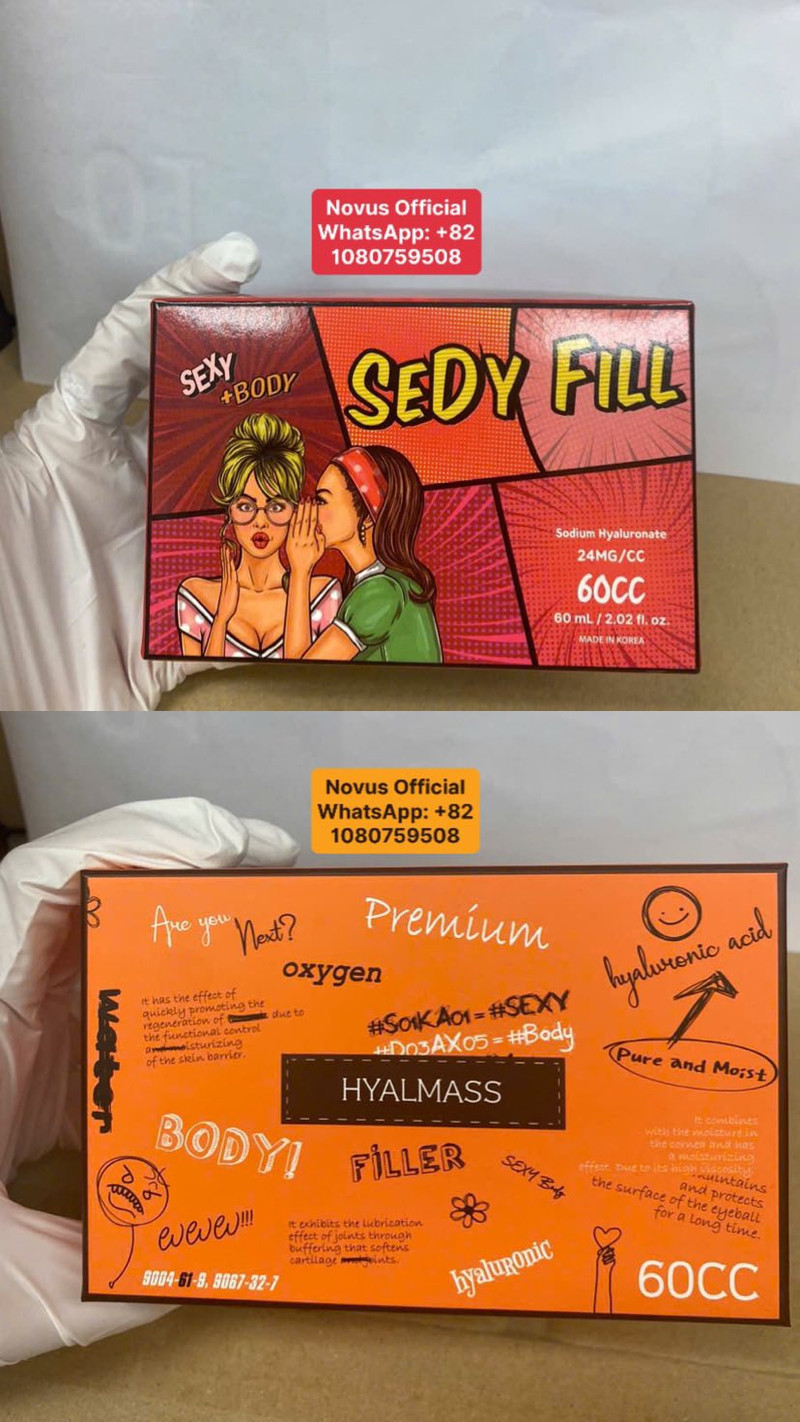 Novus Official
WhatsApp: +82
1080759508
SEXY
+BODY
SEDY FILL
Sodium Hyaluronate
24MG/CC
60CC
60 mL / 2.02 fl. oz.
MADE IN KOREA
Novus Official
WhatsApp: +82
1080759508
Are you Next?
Premium
oxygen
hyaluronic acid
Water
It has the effect of
quickly promoting the
regeneration of due to
the functional control
moisturizing
of the skin barrier.
#S01KA01 = #SEXY
#D03AX05 = #Body
Pure and Moist
HYALMASS
BODY!
FiLLER
SEXY Body
It combines
with the moisture in
the cornea and has
a moisturizing
effect. Due to its high viscosity,
maintains
and protects
the surface of the eyeball
for a long time.
It exhibits the lubrication
effect of joints through
buffering that softens
cartilage joints.
9004-61-9, 9067-32-7
hyaluronic
60CC